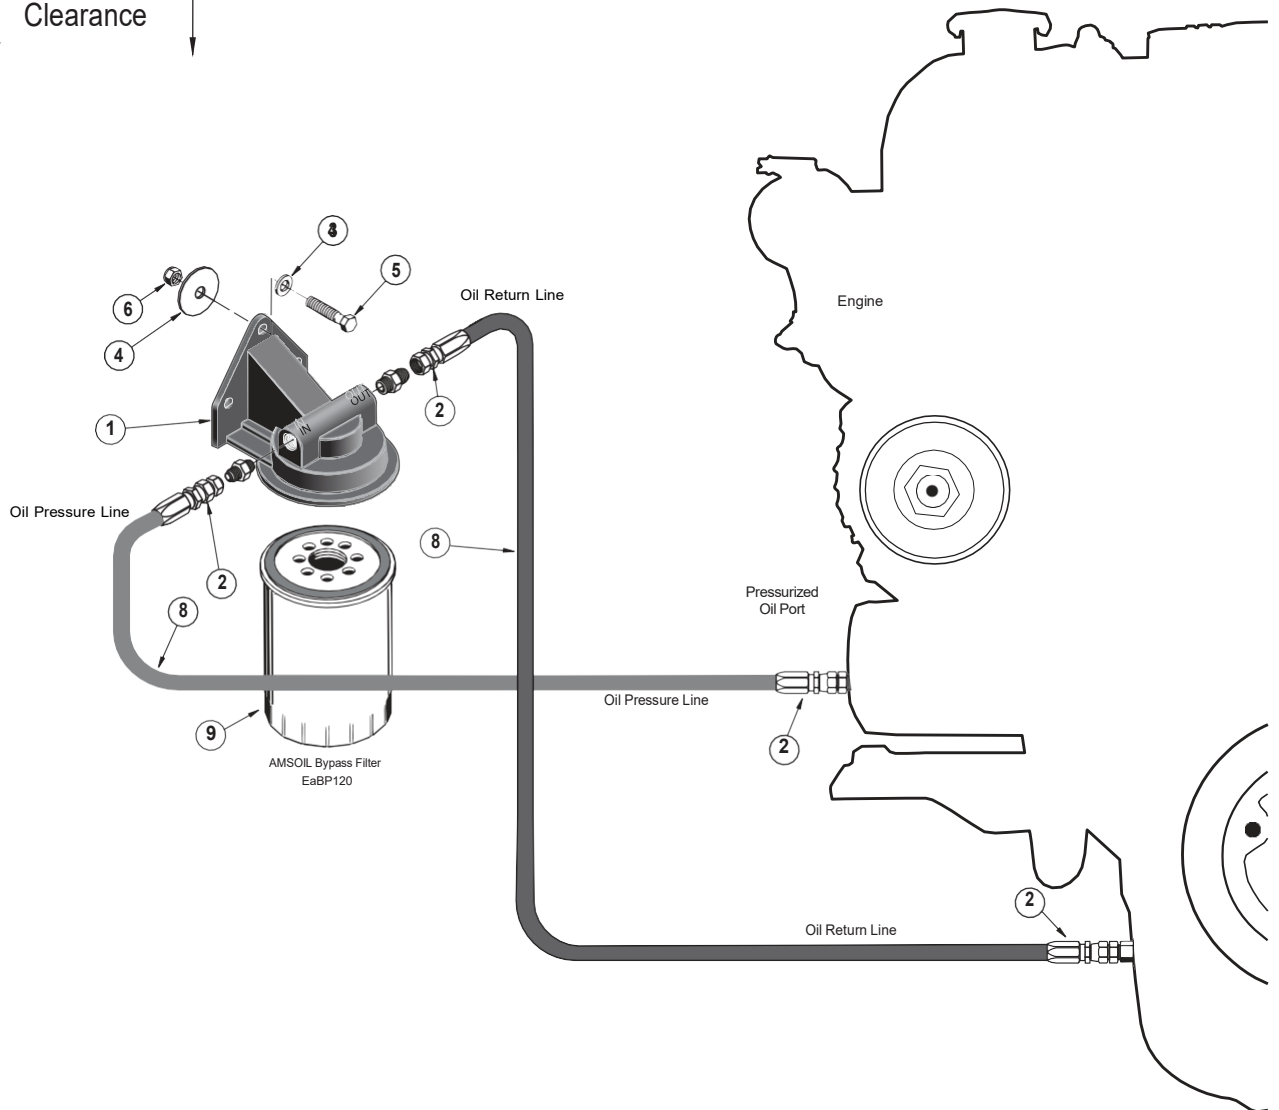 Clearance
5
Oil Return Line
6
Engine
4
2
1
IN
OUT
Oil Pressure Line
8
2
Pressurized
Oil Port
8
Oil Pressure Line
9
2
AMSOIL Bypass Filter
EaBP120
2
Oil Return Line